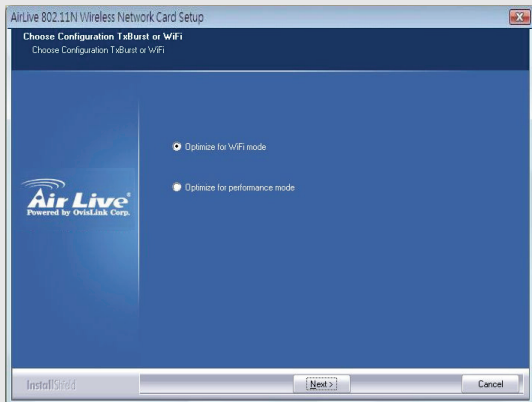 AirLive 802.11N Wireless Network Card Setup
Choose Configuration TxBurst or WiFi
Choose Configuration TxBurst or WiFi
Optimize for WiFi mode
Optimize for performance mode
Air Live®
Powered by OvisLink Corp.
InstallShield
Next >
Cancel